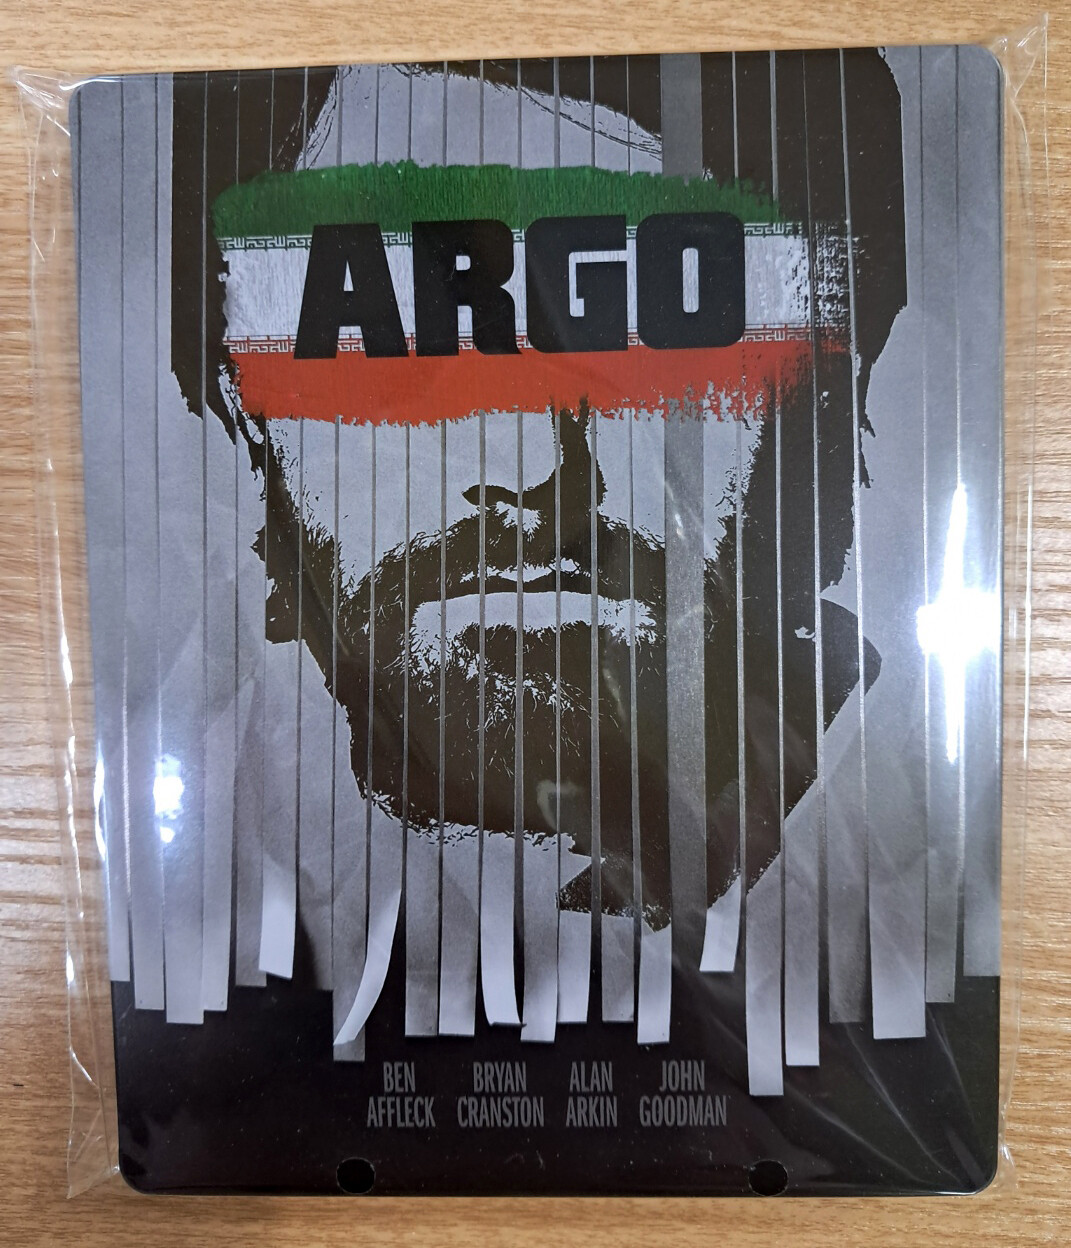 ARGO
BEN BRYAN ALAN JOHN
AFFLECK CRANSTON ARKIN GOODMAN